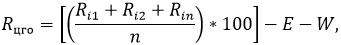 R_цго = [((R_i1 + R_i2 + R_in) / n) * 100] − E − W,